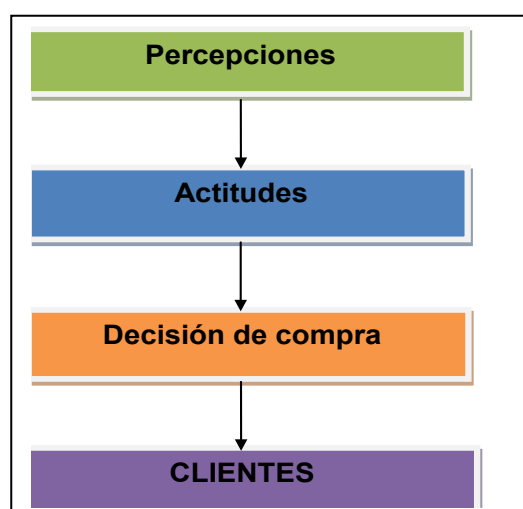 Percepciones
Actitudes
Decisión de compra
CLIENTES